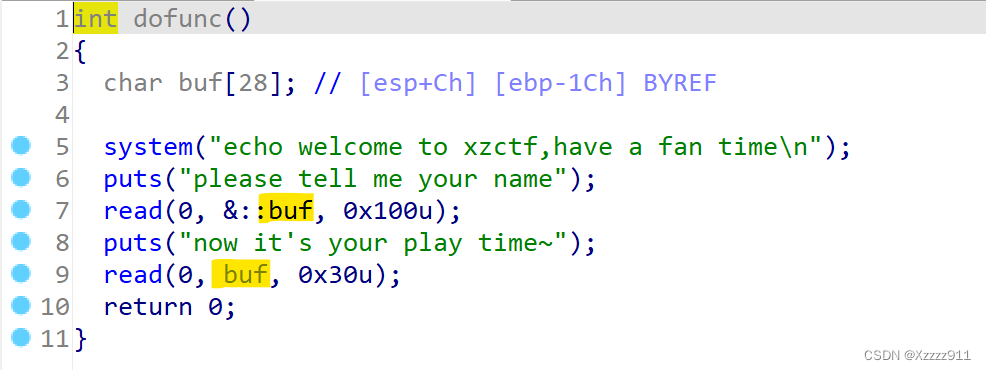 1 int dofunc()
2 {
3 char buf[28]; // [esp+Ch] [ebp-1Ch] BYREF
4
5 system("echo welcome to xzctf,have a fan time\n");
6 puts("please tell me your name");
7 read(0, &::buf, 0x100u);
8 puts("now it's your play time~");
9 read(0, buf, 0x30u);
10 return 0;
11 }
CSDN @Xzzzz911